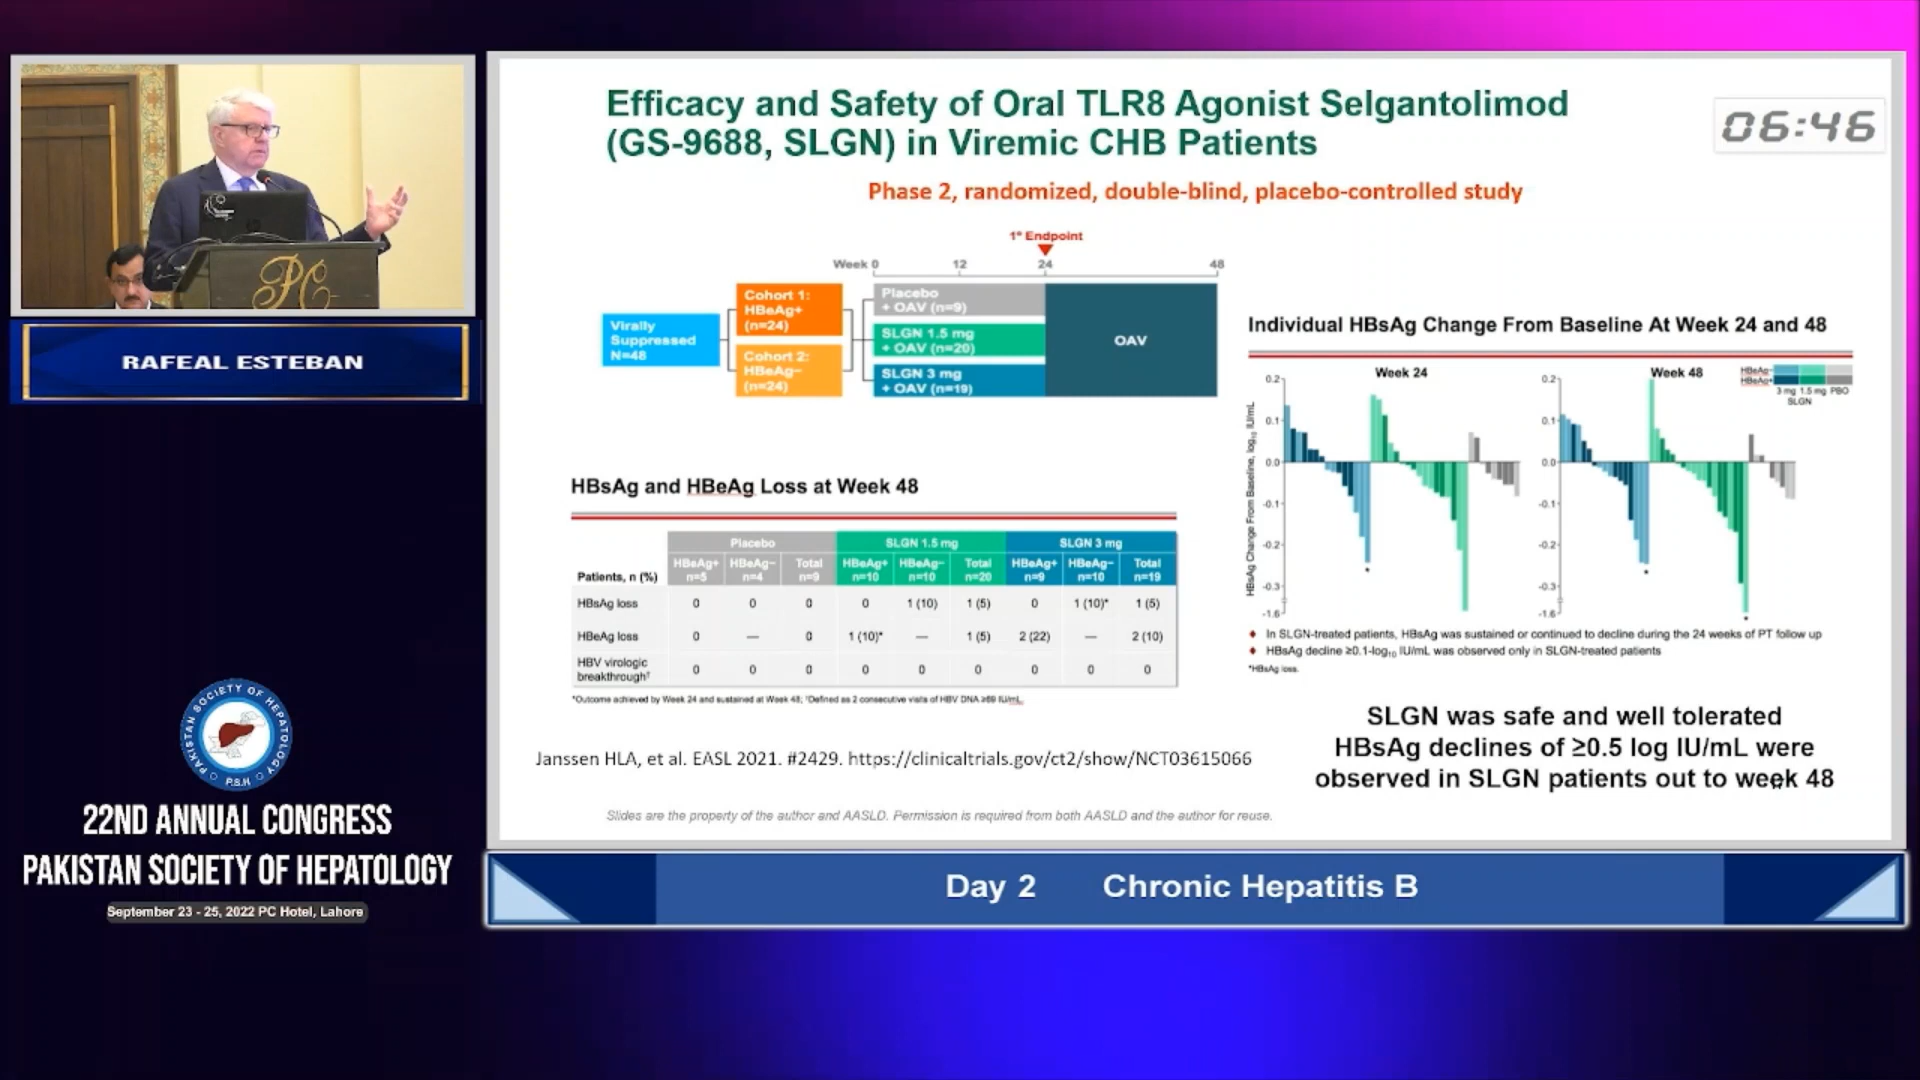 Efficacy and Safety of Oral TLR8 Agonist Selgantolimod
(GS-9688, SLGN) in Viremic CHB Patients
06:46
Phase 2, randomized, double-blind, placebo-controlled study
1° Endpoint
Week 0 12 24 48
Virally
Suppressed
N=48
Cohort 1:
HBeAg+
(n=24)
Cohort 2:
HBeAg−
(n=24)
Placebo
+ OAV (n=9)
SLGN 1.5 mg
+ OAV (n=20)
SLGN 3 mg
+ OAV (n=19)
OAV
HBsAg and HBeAg Loss at Week 48
Placebo SLGN 1.5 mg SLGN 3 mg
Patients, n (%) HBeAg+ n=5 HBeAg− n=4 Total n=9 HBeAg+ n=10 HBeAg− n=10 Total n=20 HBeAg+ n=9 HBeAg− n=10 Total n=19
HBsAg loss 0 0 0 0 1 (10) 1 (5) 0 1 (10)* 1 (5)
HBeAg loss 0 — 0 1 (10)* — 1 (5) 2 (22) — 2 (10)
HBV virologic
breakthrough† 0 0 0 0 0 0 0 0 0
*Outcome achieved by Week 24 and sustained at Week 48; †Defined as 2 consecutive visits of HBV DNA ≥69 IU/mL.
Individual HBsAg Change From Baseline At Week 24 and 48
Week 24
Week 48
HBeAg−
HBeAg+
3 mg 1.5 mg PBO
SLGN
HBsAg Change From Baseline, log₁₀ IU/mL
0.2
0.1
0.0
-0.1
-0.2
-0.3
-1.6
0.2
0.1
0.0
-0.1
-0.2
-0.3
-1.6
*
*
*
♦ In SLGN-treated patients, HBsAg was sustained or continued to decline during the 24 weeks of PT follow up
♦ HBsAg decline ≥0.1-log₁₀ IU/mL was observed only in SLGN-treated patients
*HBsAg loss.
SLGN was safe and well tolerated
HBsAg declines of ≥0.5 log IU/mL were
observed in SLGN patients out to week 48
Janssen HLA, et al. EASL 2021. #2429. https://clinicaltrials.gov/ct2/show/NCT03615066
Slides are the property of the author and AASLD. Permission is required from both AASLD and the author for reuse.
PC
RAFEAL ESTEBAN
PAKISTAN SOCIETY OF HEPATOLOGY
P.S.H
22ND ANNUAL CONGRESS
PAKISTAN SOCIETY OF HEPATOLOGY
September 23 - 25, 2022 PC Hotel, Lahore
Day 2 Chronic Hepatitis B